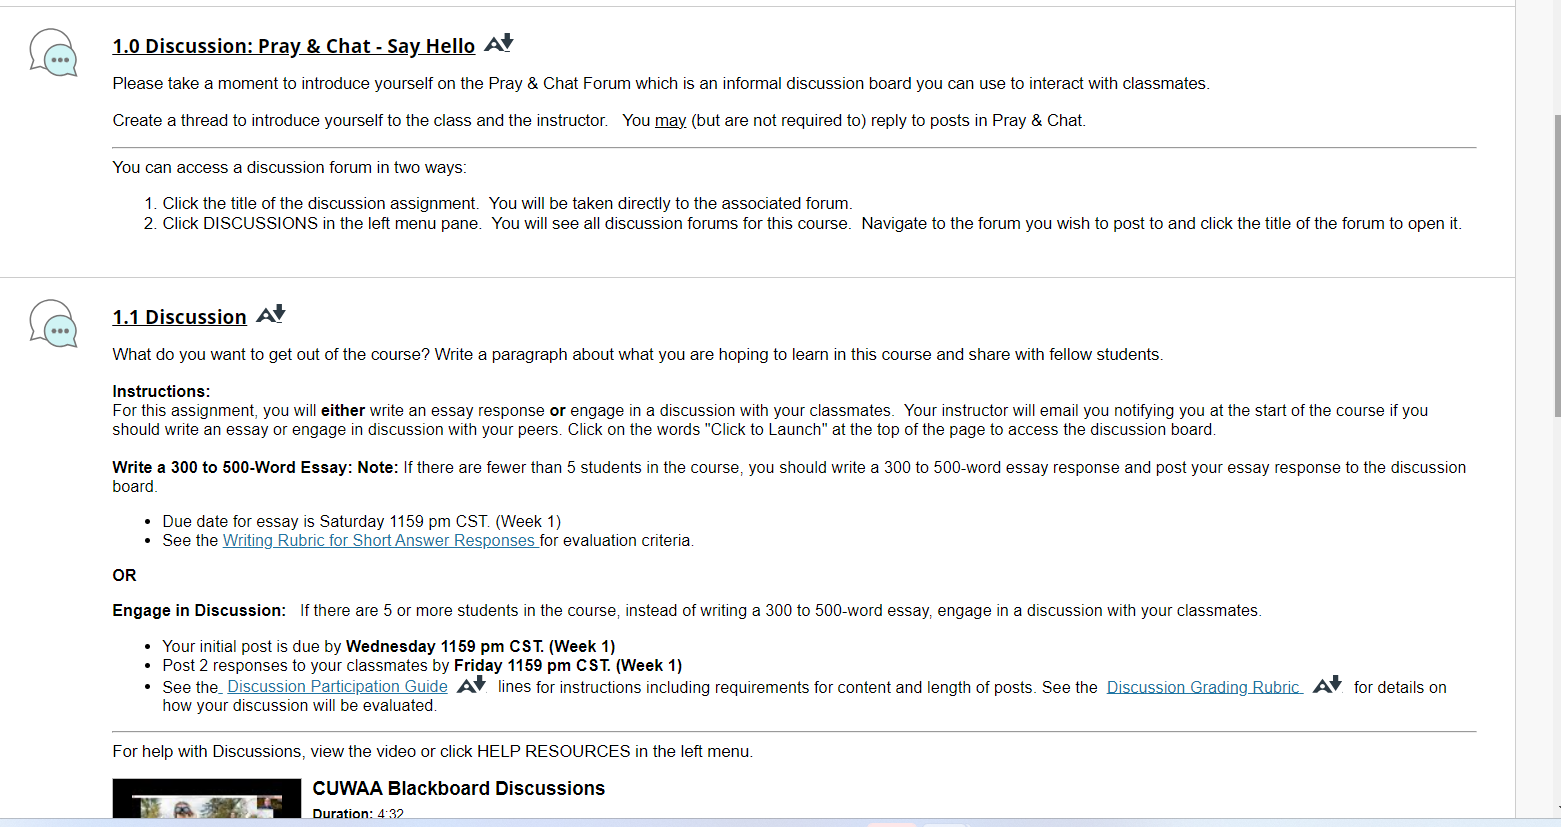 1.0 Discussion: Pray & Chat - Say Hello
Please take a moment to introduce yourself on the Pray & Chat Forum which is an informal discussion board you can use to interact with classmates.
Create a thread to introduce yourself to the class and the instructor.   You may (but are not required to) reply to posts in Pray & Chat.
You can access a discussion forum in two ways:
1. Click the title of the discussion assignment.  You will be taken directly to the associated forum.
2. Click DISCUSSIONS in the left menu pane.  You will see all discussion forums for this course.  Navigate to the forum you wish to post to and click the title of the forum to open it.
1.1 Discussion
What do you want to get out of the course? Write a paragraph about what you are hoping to learn in this course and share with fellow students.
Instructions:
For this assignment, you will either write an essay response or engage in a discussion with your classmates.  Your instructor will email you notifying you at the start of the course if you
should write an essay or engage in discussion with your peers. Click on the words "Click to Launch" at the top of the page to access the discussion board.
Write a 300 to 500-Word Essay: Note: If there are fewer than 5 students in the course, you should write a 300 to 500-word essay response and post your essay response to the discussion
board.
• Due date for essay is Saturday 1159 pm CST. (Week 1)
• See the Writing Rubric for Short Answer Responses for evaluation criteria.
OR
Engage in Discussion:   If there are 5 or more students in the course, instead of writing a 300 to 500-word essay, engage in a discussion with your classmates.
• Your initial post is due by Wednesday 1159 pm CST. (Week 1)
• Post 2 responses to your classmates by Friday 1159 pm CST. (Week 1)
• See the Discussion Participation Guide lines for instructions including requirements for content and length of posts. See the Discussion Grading Rubric for details on
how your discussion will be evaluated.
For help with Discussions, view the video or click HELP RESOURCES in the left menu.
CUWAA Blackboard Discussions
Duration: 4:32